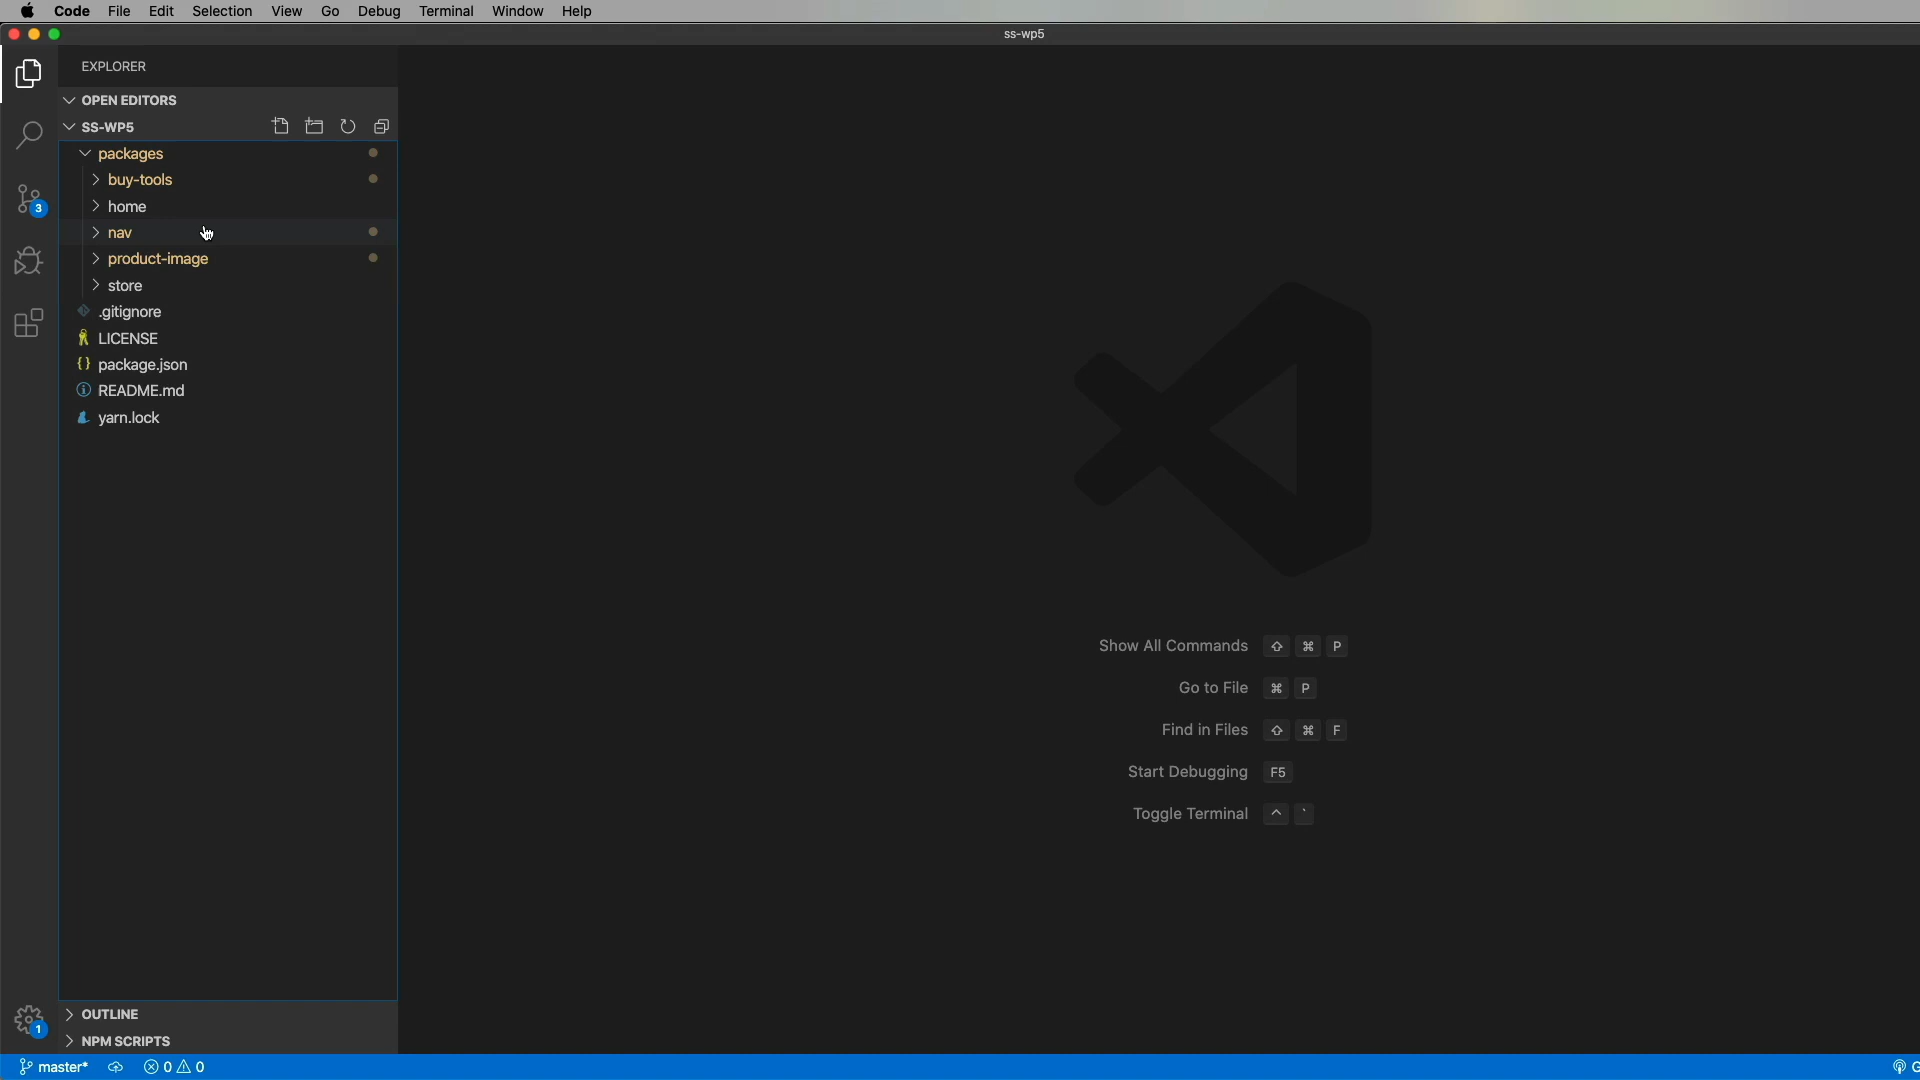 Code File Edit Selection View Go Debug Terminal Window Help
ss-wp5
EXPLORER
OPEN EDITORS
SS-WP5
packages
buy-tools
home
3
nav
product-image
store
.gitignore
LICENSE
{} package.json
README.md
yarn.lock
Show All Commands ⇧ ⌘ P
Go to File ⌘ P
Find in Files ⇧ ⌘ F
Start Debugging F5
Toggle Terminal ^ `
OUTLINE
1
NPM SCRIPTS
master* 0 0 G